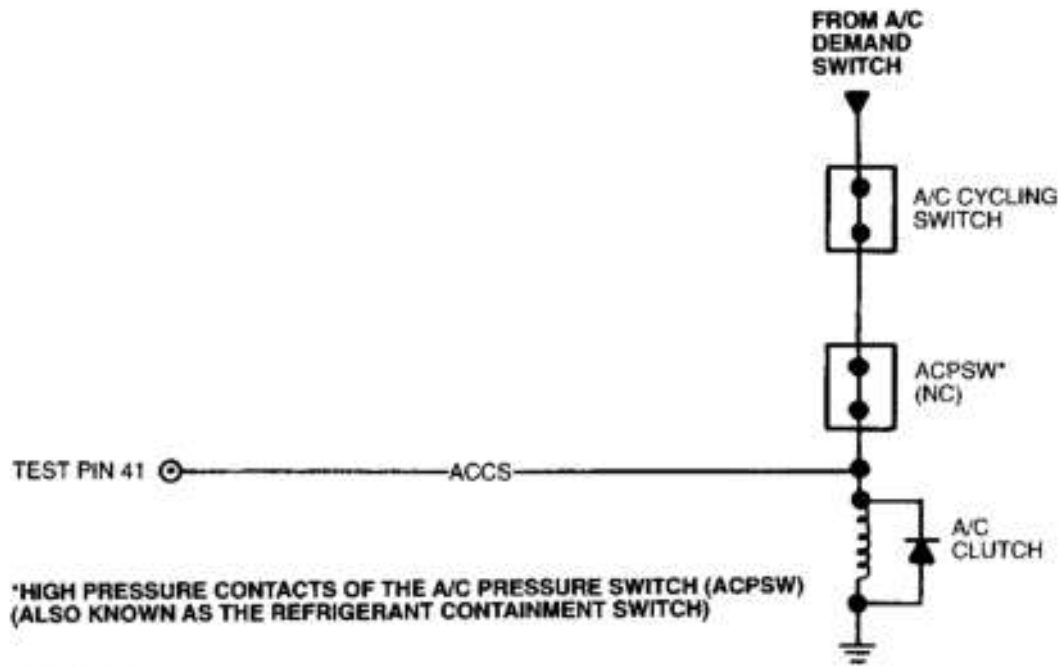 FROM A/C
DEMAND
SWITCH
A/C CYCLING
SWITCH
ACPSW*
(NC)
TEST PIN 41
ACCS
A/C
CLUTCH
*HIGH PRESSURE CONTACTS OF THE A/C PRESSURE SWITCH (ACPSW)
(ALSO KNOWN AS THE REFRIGERANT CONTAINMENT SWITCH)